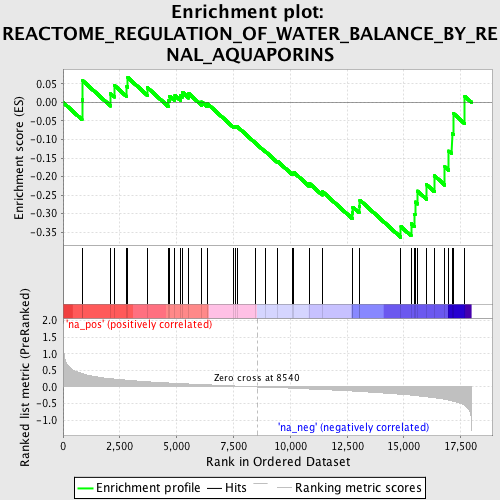 Enrichment plot:
REACTOME_REGULATION_OF_WATER_BALANCE_BY_RE
NAL_AQUAPORINS
Enrichment score (ES)
0.05
0.00
-0.05
-0.10
-0.15
-0.20
-0.25
-0.30
-0.35
'na_pos' (positively correlated)
Ranked list metric (PreRanked)
2.0
1.5
1.0
0.5
0.0
-0.5
-1.0
Zero cross at 8540
'na_neg' (negatively correlated)
0
2,500
5,000
7,500
10,000
12,500
15,000
17,500
Rank in Ordered Dataset
Enrichment profile
Hits
Ranking metric scores